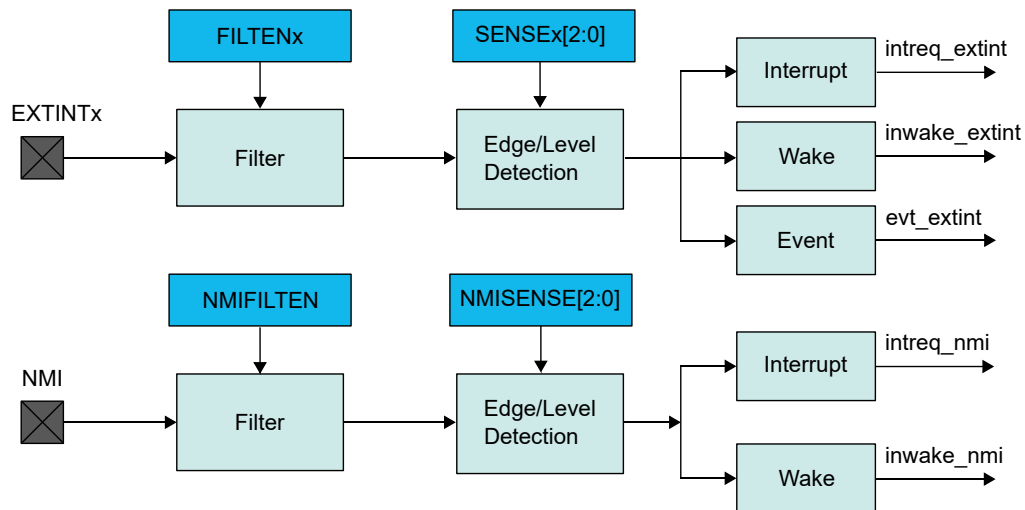 FILTENx
SENSEx[2:0]
EXTINTx
Filter
Edge/Level
Detection
Interrupt
intreq_extint
Wake
inwake_extint
Event
evt_extint
NMIFILTEN
NMISENSE[2:0]
NMI
Filter
Edge/Level
Detection
Interrupt
intreq_nmi
Wake
inwake_nmi